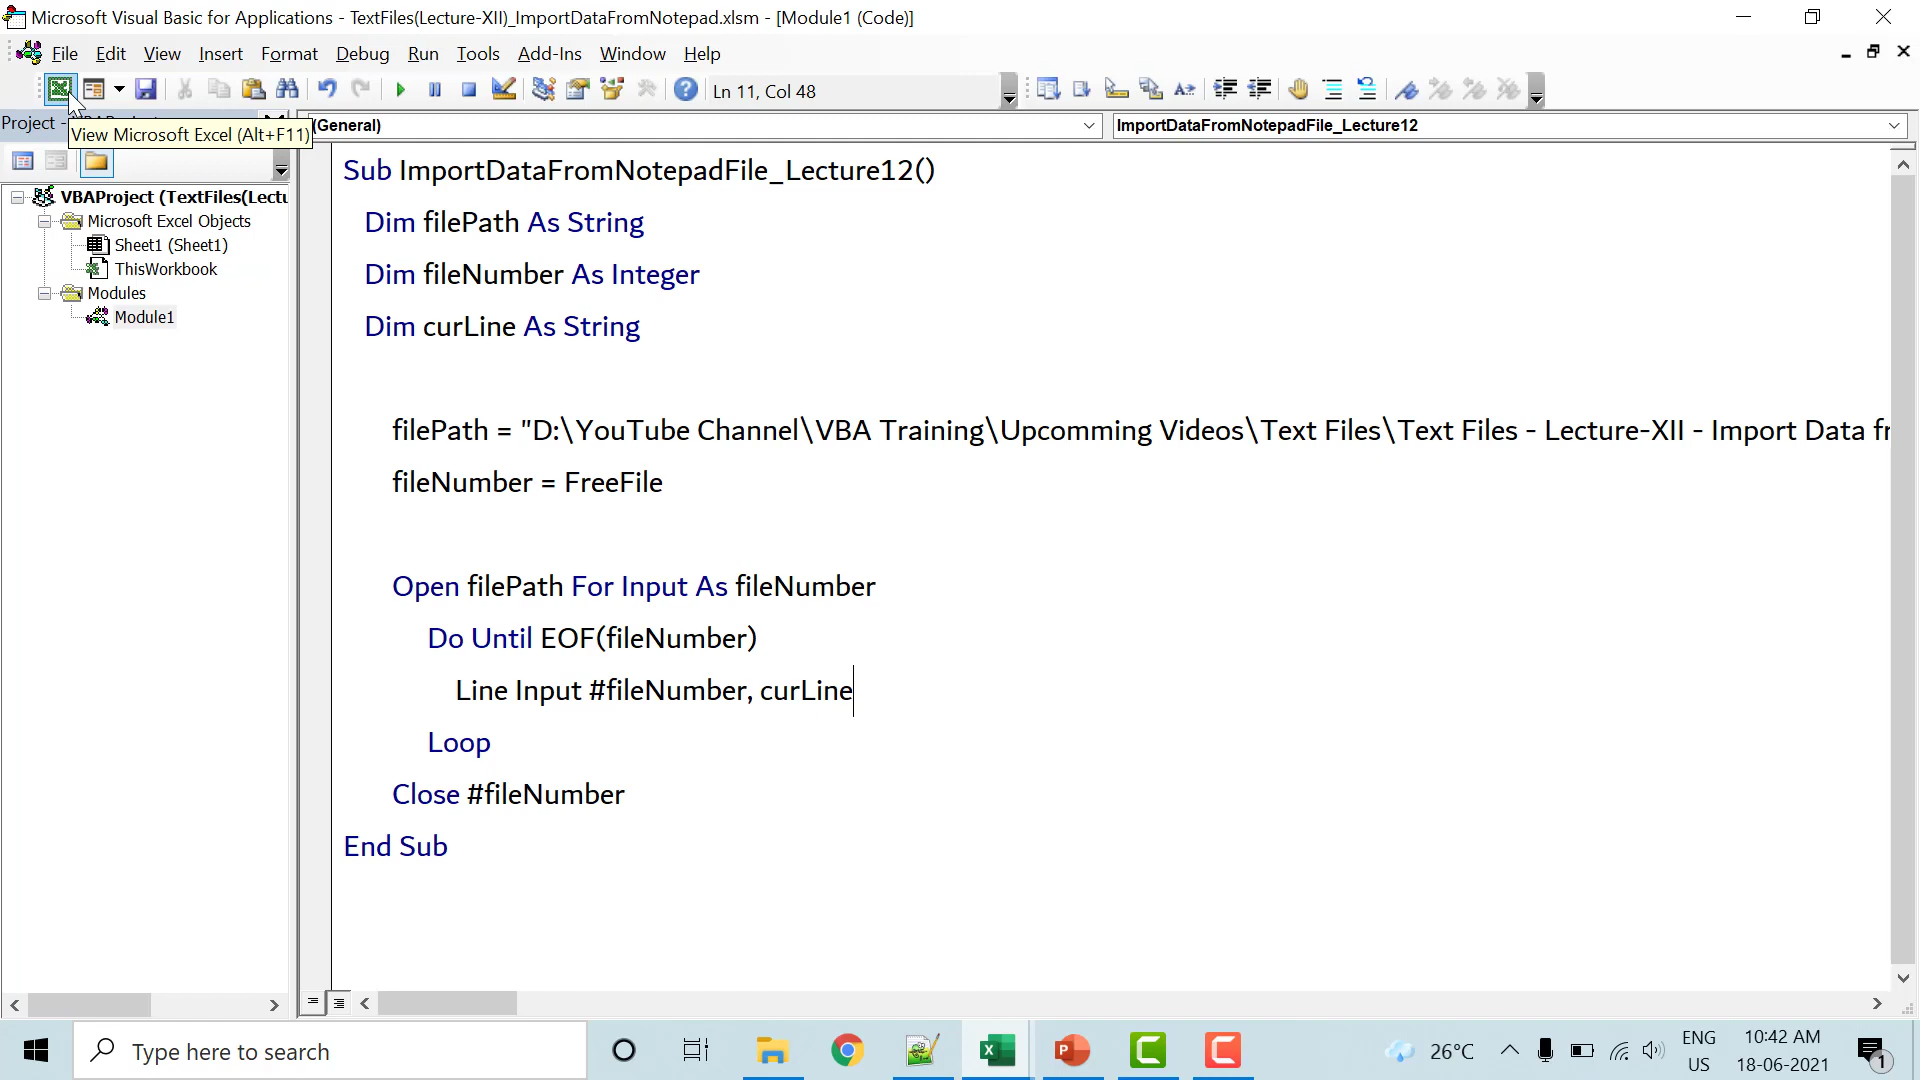 Microsoft Visual Basic for Applications - TextFiles(Lecture-XII)_ImportDataFromNotepad.xlsm - [Module1 (Code)]
File Edit View Insert Format Debug Run Tools Add-Ins Window Help
Ln 11, Col 48
Project -
View Microsoft Excel (Alt+F11)
(General)
ImportDataFromNotepadFile_Lecture12
VBAProject (TextFiles(Lectu
Microsoft Excel Objects
Sheet1 (Sheet1)
ThisWorkbook
Modules
Module1
Sub ImportDataFromNotepadFile_Lecture12()
Dim filePath As String
Dim fileNumber As Integer
Dim curLine As String
filePath = "D:\YouTube Channel\VBA Training\Upcomming Videos\Text Files\Text Files - Lecture-XII - Import Data fr
fileNumber = FreeFile
Open filePath For Input As fileNumber
Do Until EOF(fileNumber)
Line Input #fileNumber, curLine
Loop
Close #fileNumber
End Sub
Type here to search
26°C
ENG
US
10:42 AM
18-06-2021
1